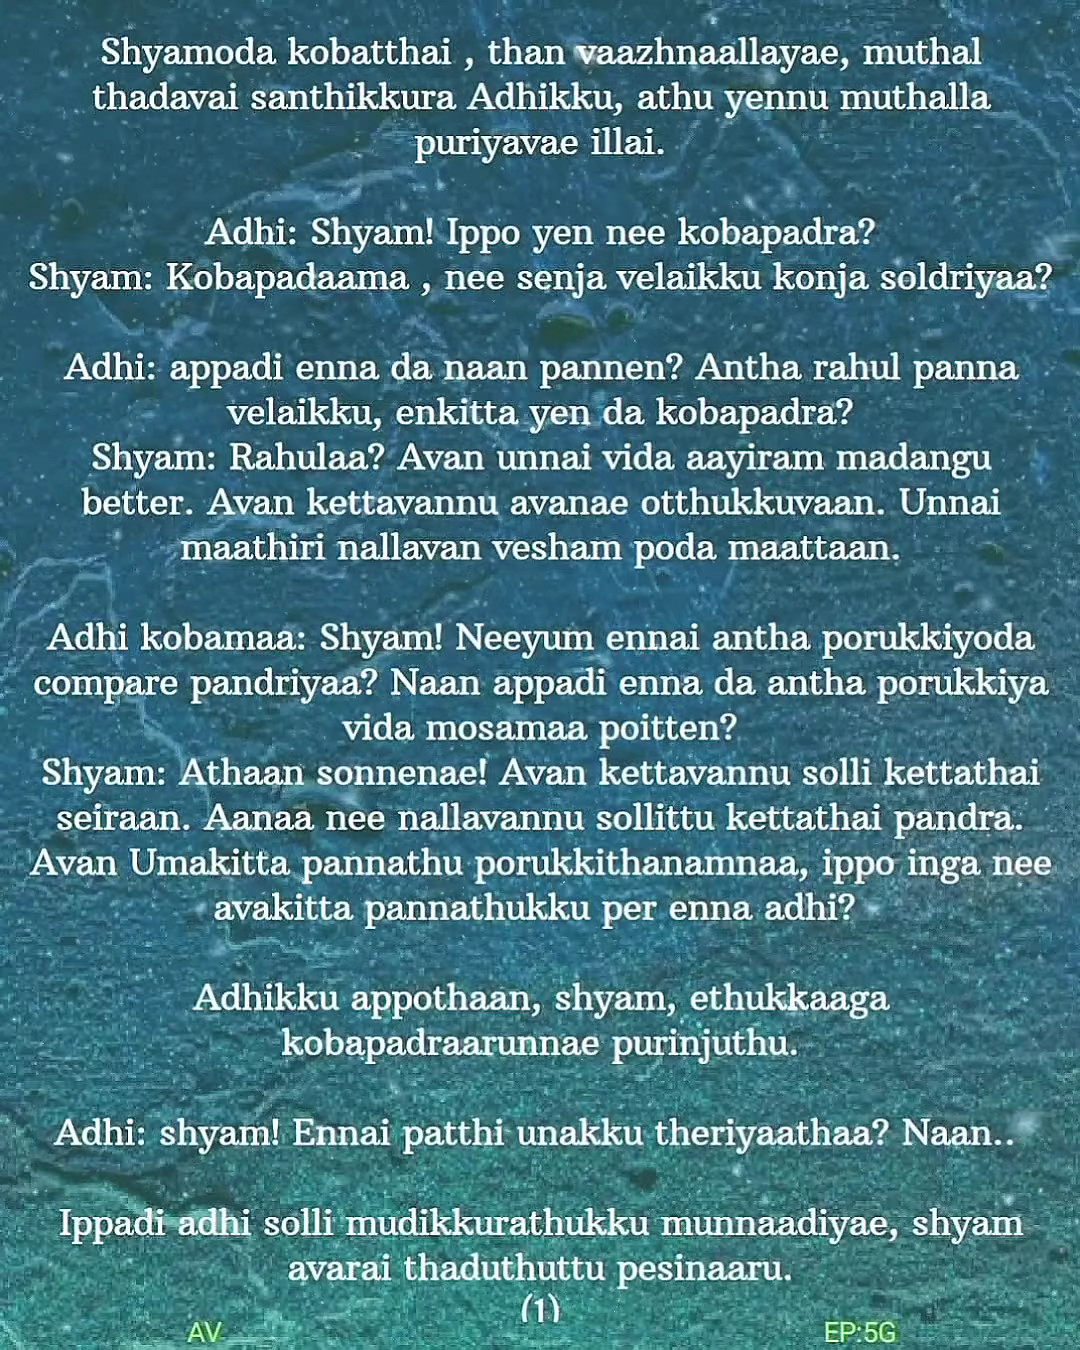 Shyamoda kobatthai , than vaazhnaallayae, muthal
thadavai santhikkura Adhikku, athu yennu muthalla
puriyavae illai.
Adhi: Shyam! Ippo yen nee kobapadra?
Shyam: Kobapadaama , nee senja velaikku konja soldriyaa?
Adhi: appadi enna da naan pannen? Antha rahul panna
velaikku, enkitta yen da kobapadra?
Shyam: Rahulaa? Avan unnai vida aayiram madangu
better. Avan kettavannu avanae otthukkuvaan. Unnai
maathiri nallavan vesham poda maattaan.
Adhi kobamaa: Shyam! Neeyum ennai antha porukkiyoda
compare pandriyaa? Naan appadi enna da antha porukkiya
vida mosamaa poitten?
Shyam: Athaan sonnenae! Avan kettavannu solli kettathai
seiraan. Aanaa nee nallavannu sollittu kettathai pandra.
Avan Umakitta pannathu porukkithanamnaa, ippo inga nee
avakitta pannathukku per enna adhi?
Adhikku appothaan, shyam, ethukkaaga
kobapadraarunnae purinjuthu.
Adhi: shyam! Ennai patthi unakku theriyaathaa? Naan..
Ippadi adhi solli mudikkurathukku munnaadiyae, shyam
avarai thaduthuttu pesinaaru.
(1)
AV EP:5G